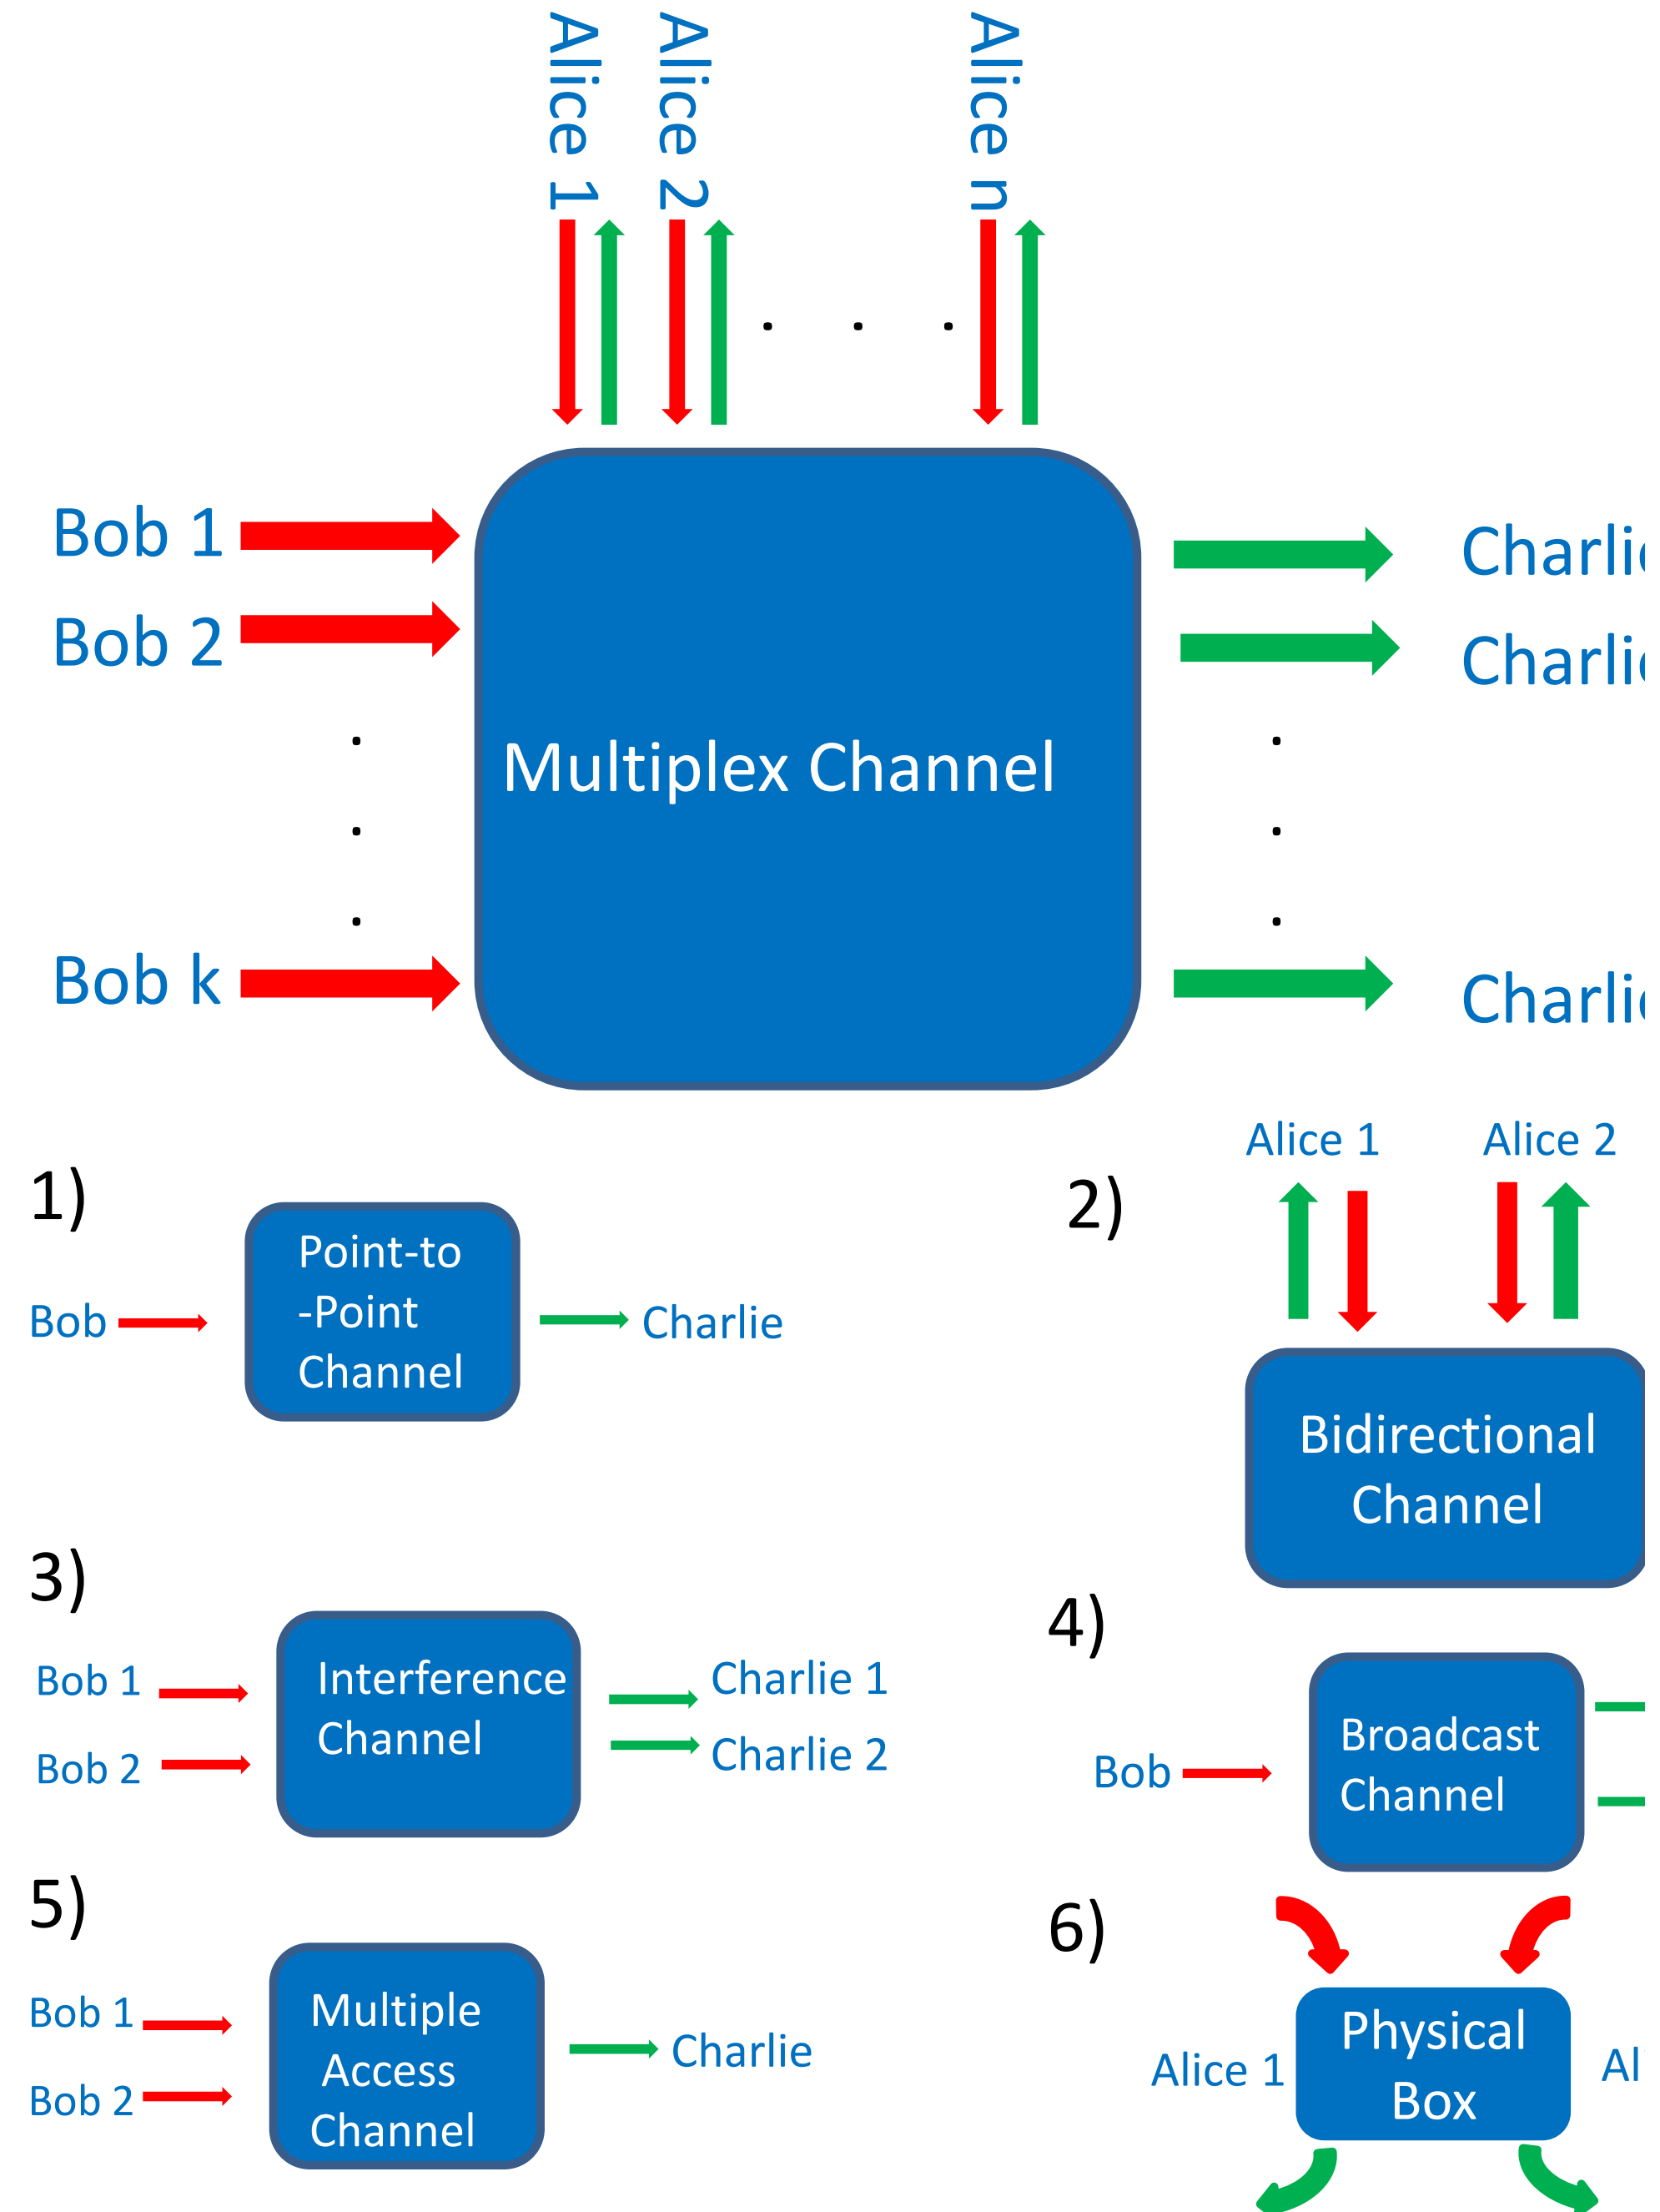 Alice 1
Alice 2
Alice n
Bob 1
Bob 2
Bob k
Multiplex Channel
1)
Bob
Point-to
-Point
Channel
Charlie
2)
Alice 1
Alice 2
Bidirectional
Channel
3)
Bob 1
Bob 2
Interference
Channel
Charlie 1
Charlie 2
4)
Bob
Broadcast
Channel
5)
Bob 1
Bob 2
Multiple
Access
Channel
Charlie
6)
Alice 1
Physical
Box